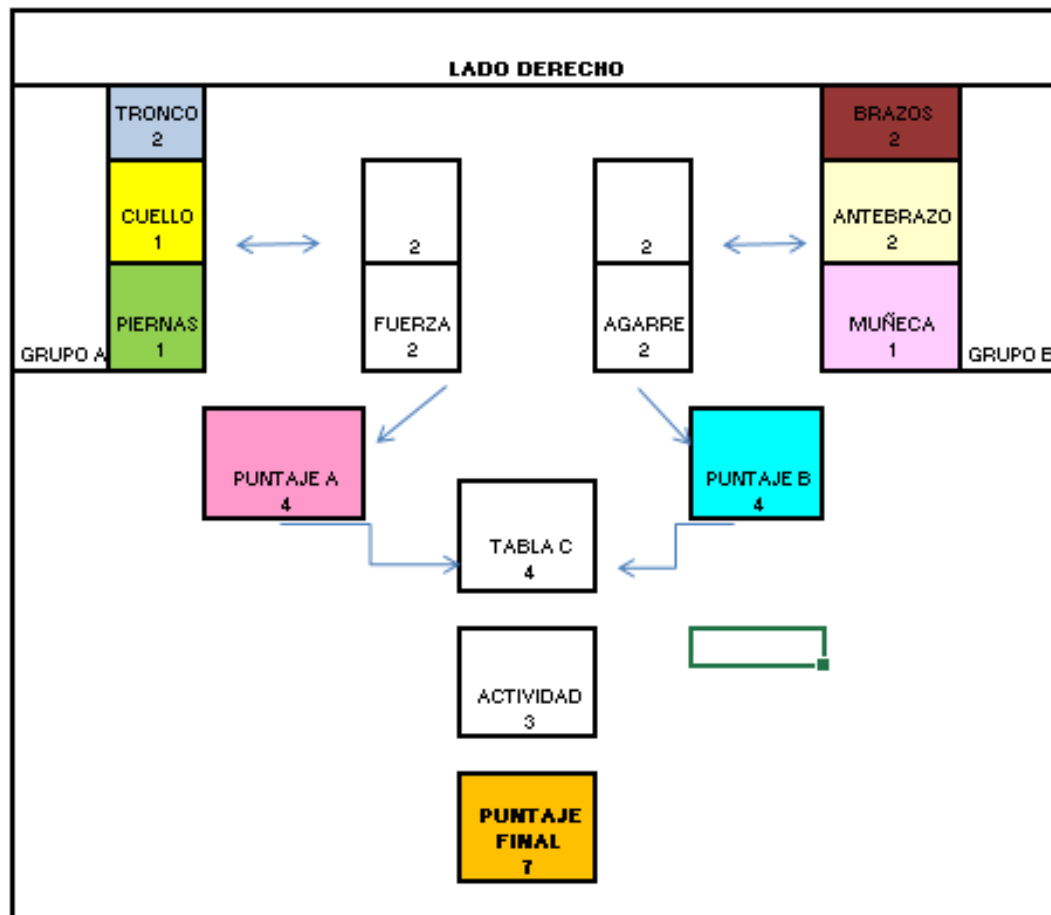 LADO DERECHO
TRONCO
2
BRAZOS
2
CUELLO
1
2
2
ANTEBRAZO
2
PIERNAS
1
FUERZA
2
AGARRE
2
MUÑECA
1
GRUPO A
GRUPO B
PUNTAJE A
4
PUNTAJE B
4
TABLA C
4
ACTIVIDAD
3
PUNTAJE
FINAL
7